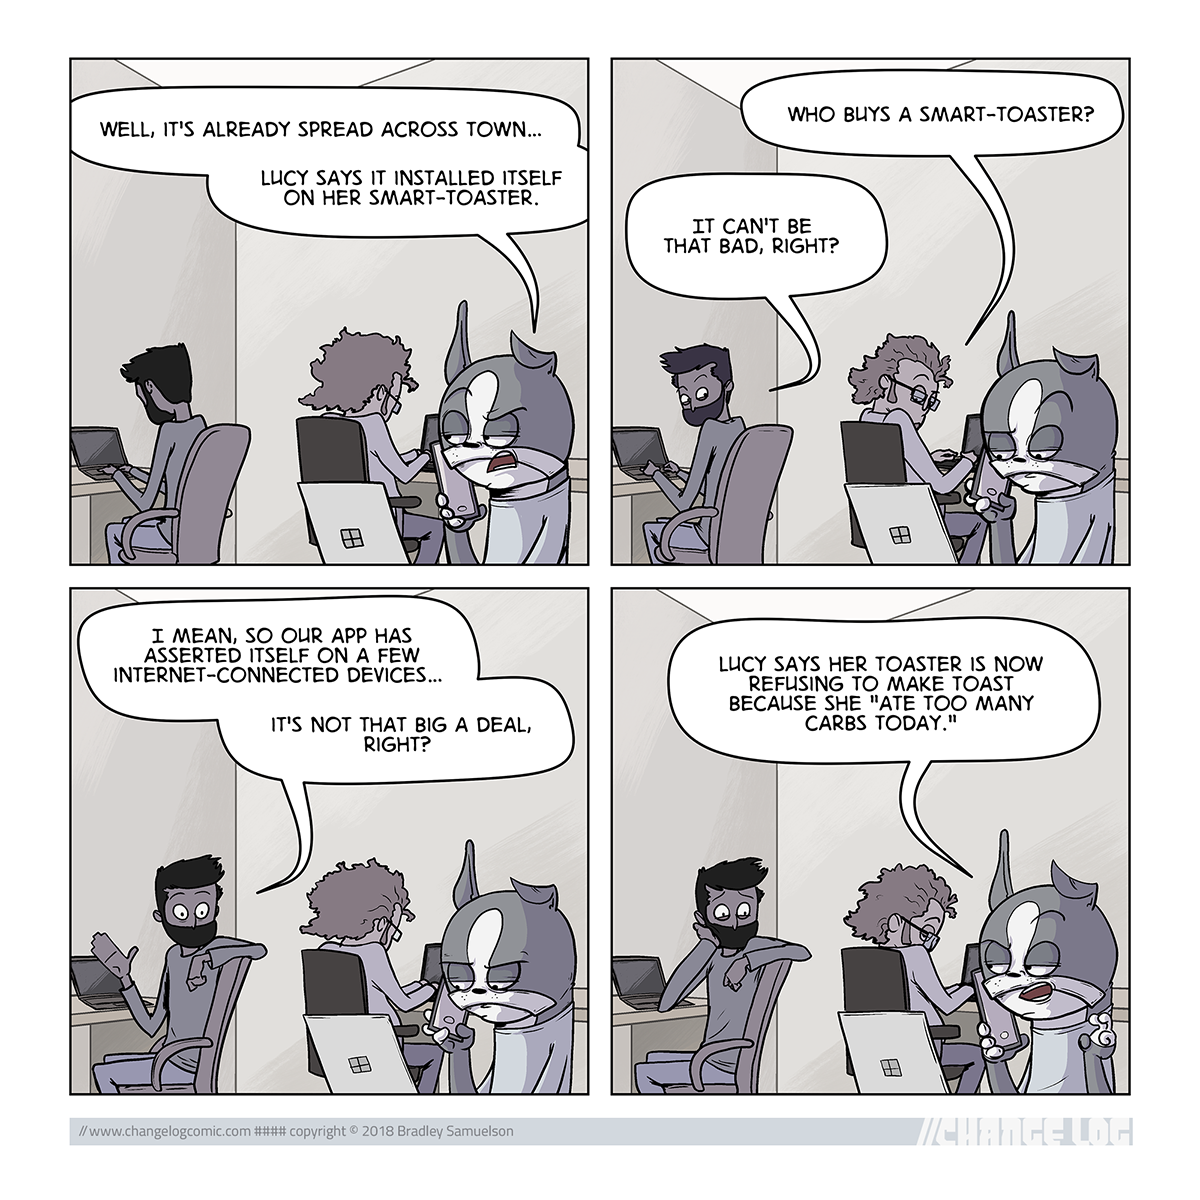 WELL, IT'S ALREADY SPREAD ACROSS TOWN...
LUCY SAYS IT INSTALLED ITSELF
ON HER SMART-TOASTER.
WHO BUYS A SMART-TOASTER?
IT CAN'T BE
THAT BAD, RIGHT?
I MEAN, SO OUR APP HAS
ASSERTED ITSELF ON A FEW
INTERNET-CONNECTED DEVICES...
IT'S NOT THAT BIG A DEAL,
RIGHT?
LUCY SAYS HER TOASTER IS NOW
REFUSING TO MAKE TOAST
BECAUSE SHE "ATE TOO MANY
CARBS TODAY."
// www.changelogcomic.com #### copyright © 2018 Bradley Samuelson
//CHANGE LOG